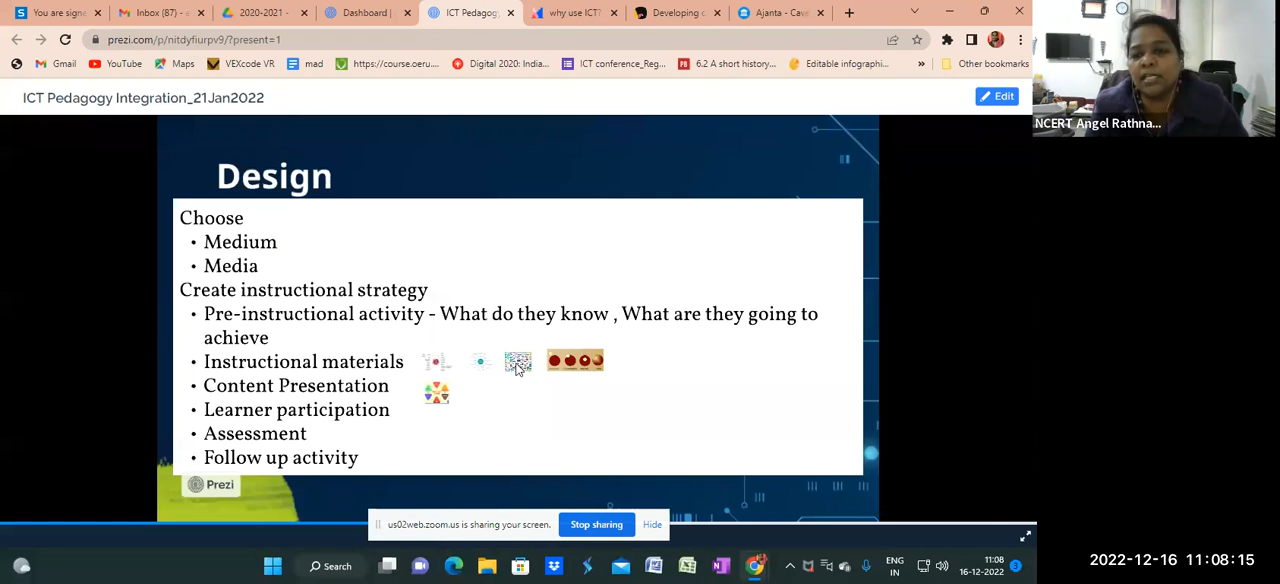 You are signe
Inbox (87) -
2020-2021 -
Dashboard |
ICT Pedagog
why use ICT?
Developing c
Ajanta - Cav
prezi.com/p/nitdyfiurpv9/?present=1
Gmail
YouTube
Maps
VEXcode VR
mad
https://course.oeru....
Digital 2020: India...
ICT conference_Reg...
6.2 A short history...
Editable infographi...
»
Other bookmarks
ICT Pedagogy Integration_21Jan2022
Edit
NCERT Angel Rathna...
Design
Choose
• Medium
• Media
Create instructional strategy
• Pre-instructional activity - What do they know , What are they going to
achieve
• Instructional materials
• Content Presentation
• Learner participation
• Assessment
• Follow up activity
Prezi
us02web.zoom.us is sharing your screen.
Stop sharing
Hide
Search
ENG
IN
11:08
16-12-2022
3
2022-12-16 11:08:15